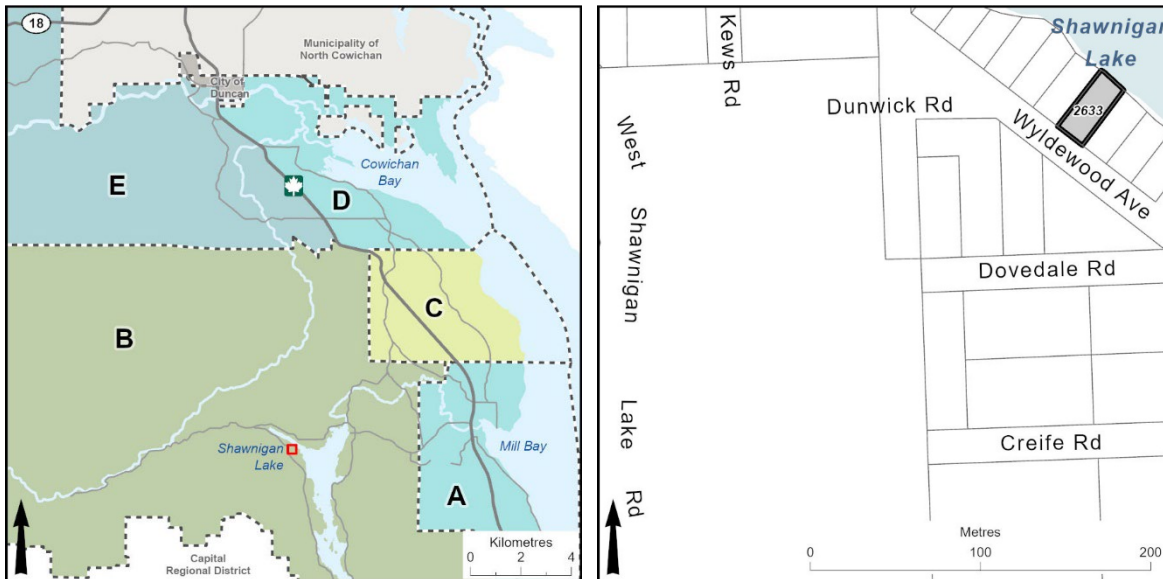 18
Municipality of
North Cowichan
City of
Duncan
Cowichan
Bay
E
D
B
C
Shawnigan
Lake
Mill Bay
A
Capital
Regional District
Kilometres
0 2 4
Shawnigan
Lake
Kews Rd
2633
Dunwick Rd
Wyldewood Ave
West Shawnigan Lake Rd
Dovedale Rd
Creife Rd
Metres
0 100 200